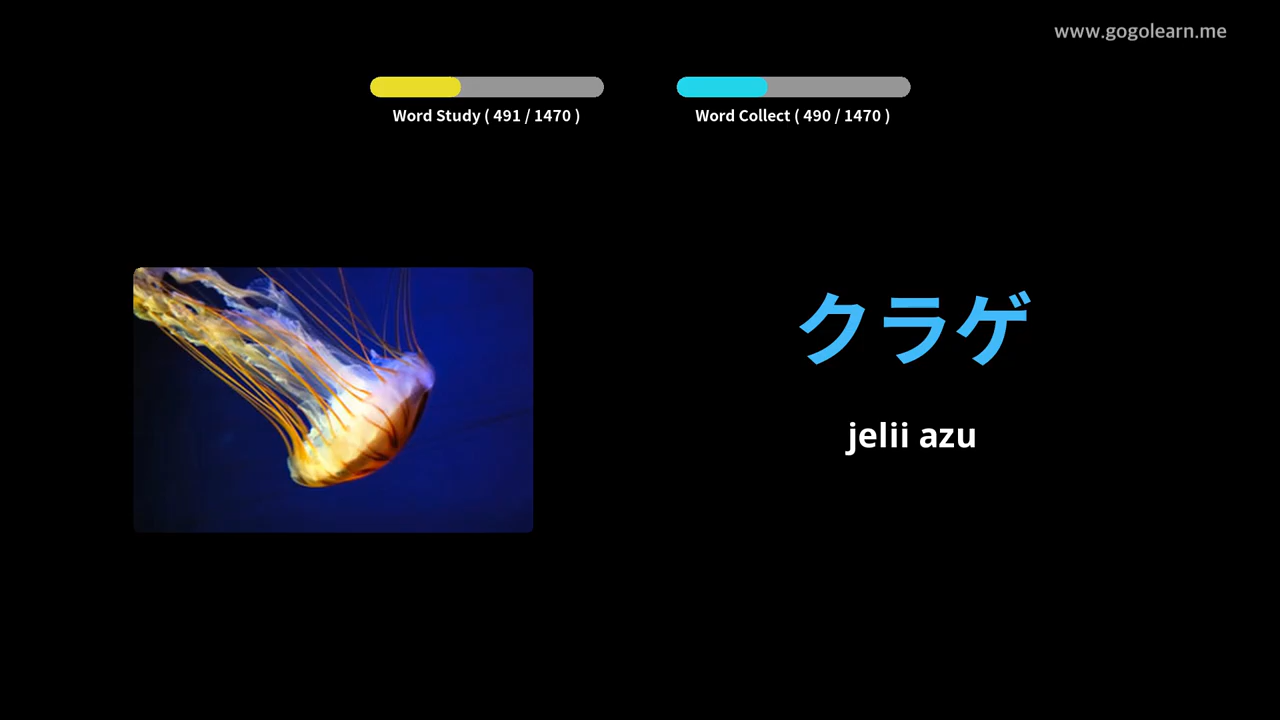 www.gogolearn.me
Word Study ( 491 / 1470 )
Word Collect ( 490 / 1470 )
クラゲ
jelii azu